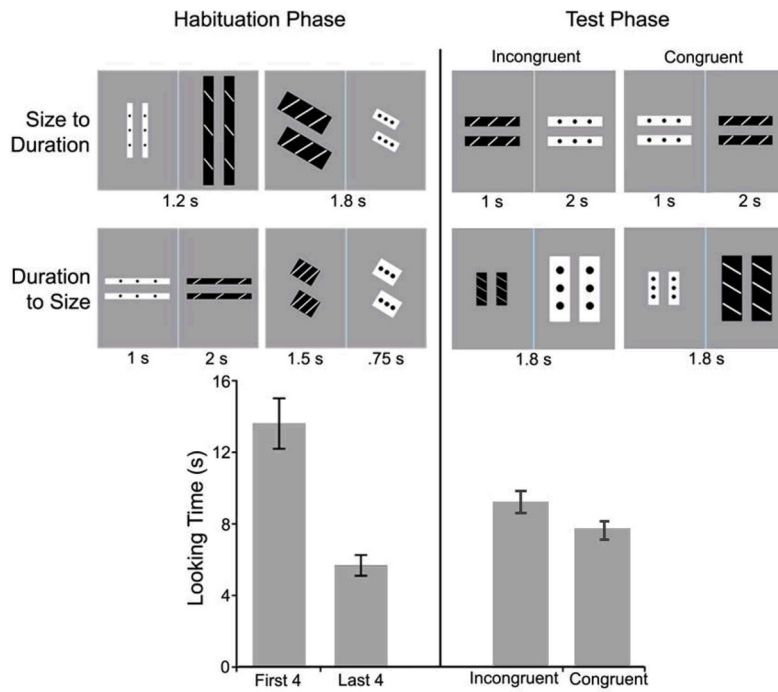 Habituation Phase
Test Phase
Incongruent Congruent
Size to
Duration
1.2 s 1.8 s
1 s 2 s 1 s 2 s
Duration
to Size
1 s 2 s 1.5 s .75 s
1.8 s 1.8 s
Looking Time (s)
16
12
8
4
0
First 4 Last 4
Incongruent Congruent